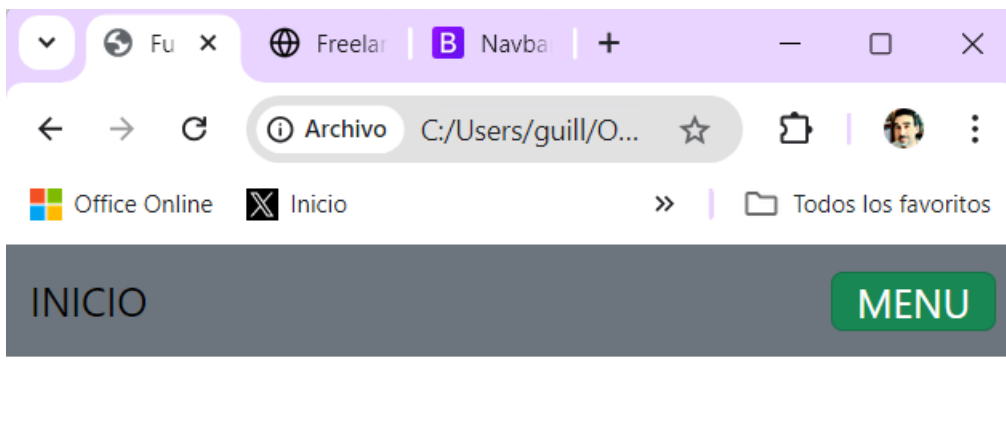 Fu Freelar B Navba
Archivo C:/Users/guill/O...
Office Online X Inicio Todos los favoritos
INICIO MENU